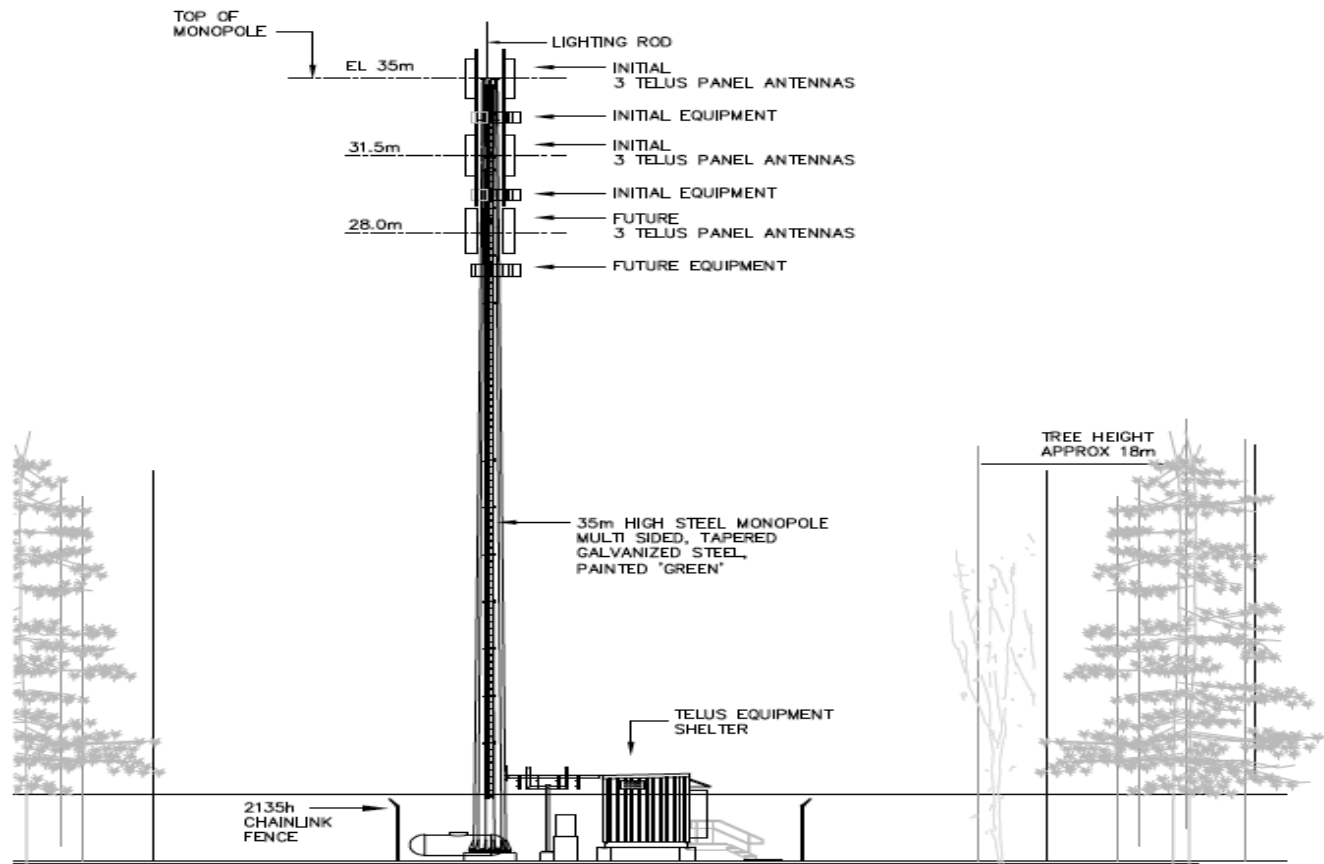 TOP OF
MONOPOLE
LIGHTING ROD
EL 35m
INITIAL
3 TELUS PANEL ANTENNAS
INITIAL EQUIPMENT
31.5m
INITIAL
3 TELUS PANEL ANTENNAS
INITIAL EQUIPMENT
28.0m
FUTURE
3 TELUS PANEL ANTENNAS
FUTURE EQUIPMENT
TREE HEIGHT
APPROX 18m
35m HIGH STEEL MONOPOLE
MULTI SIDED, TAPERED
GALVANIZED STEEL,
PAINTED "GREEN"
TELUS EQUIPMENT
SHELTER
2135h
CHAINLINK
FENCE